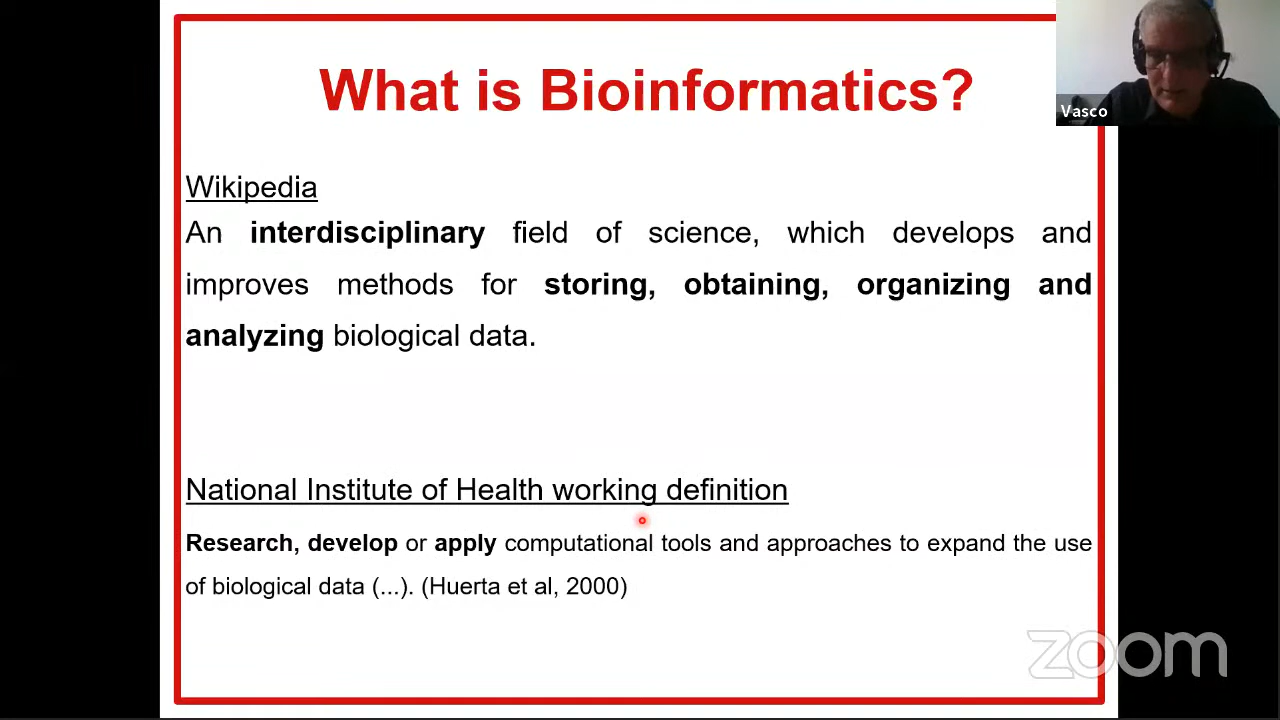 What is Bioinformatics?
Vasco
Wikipedia
An interdisciplinary field of science, which develops and
improves methods for storing, obtaining, organizing and
analyzing biological data.
National Institute of Health working definition
Research, develop or apply computational tools and approaches to expand the use
of biological data (...). (Huerta et al, 2000)
zoom